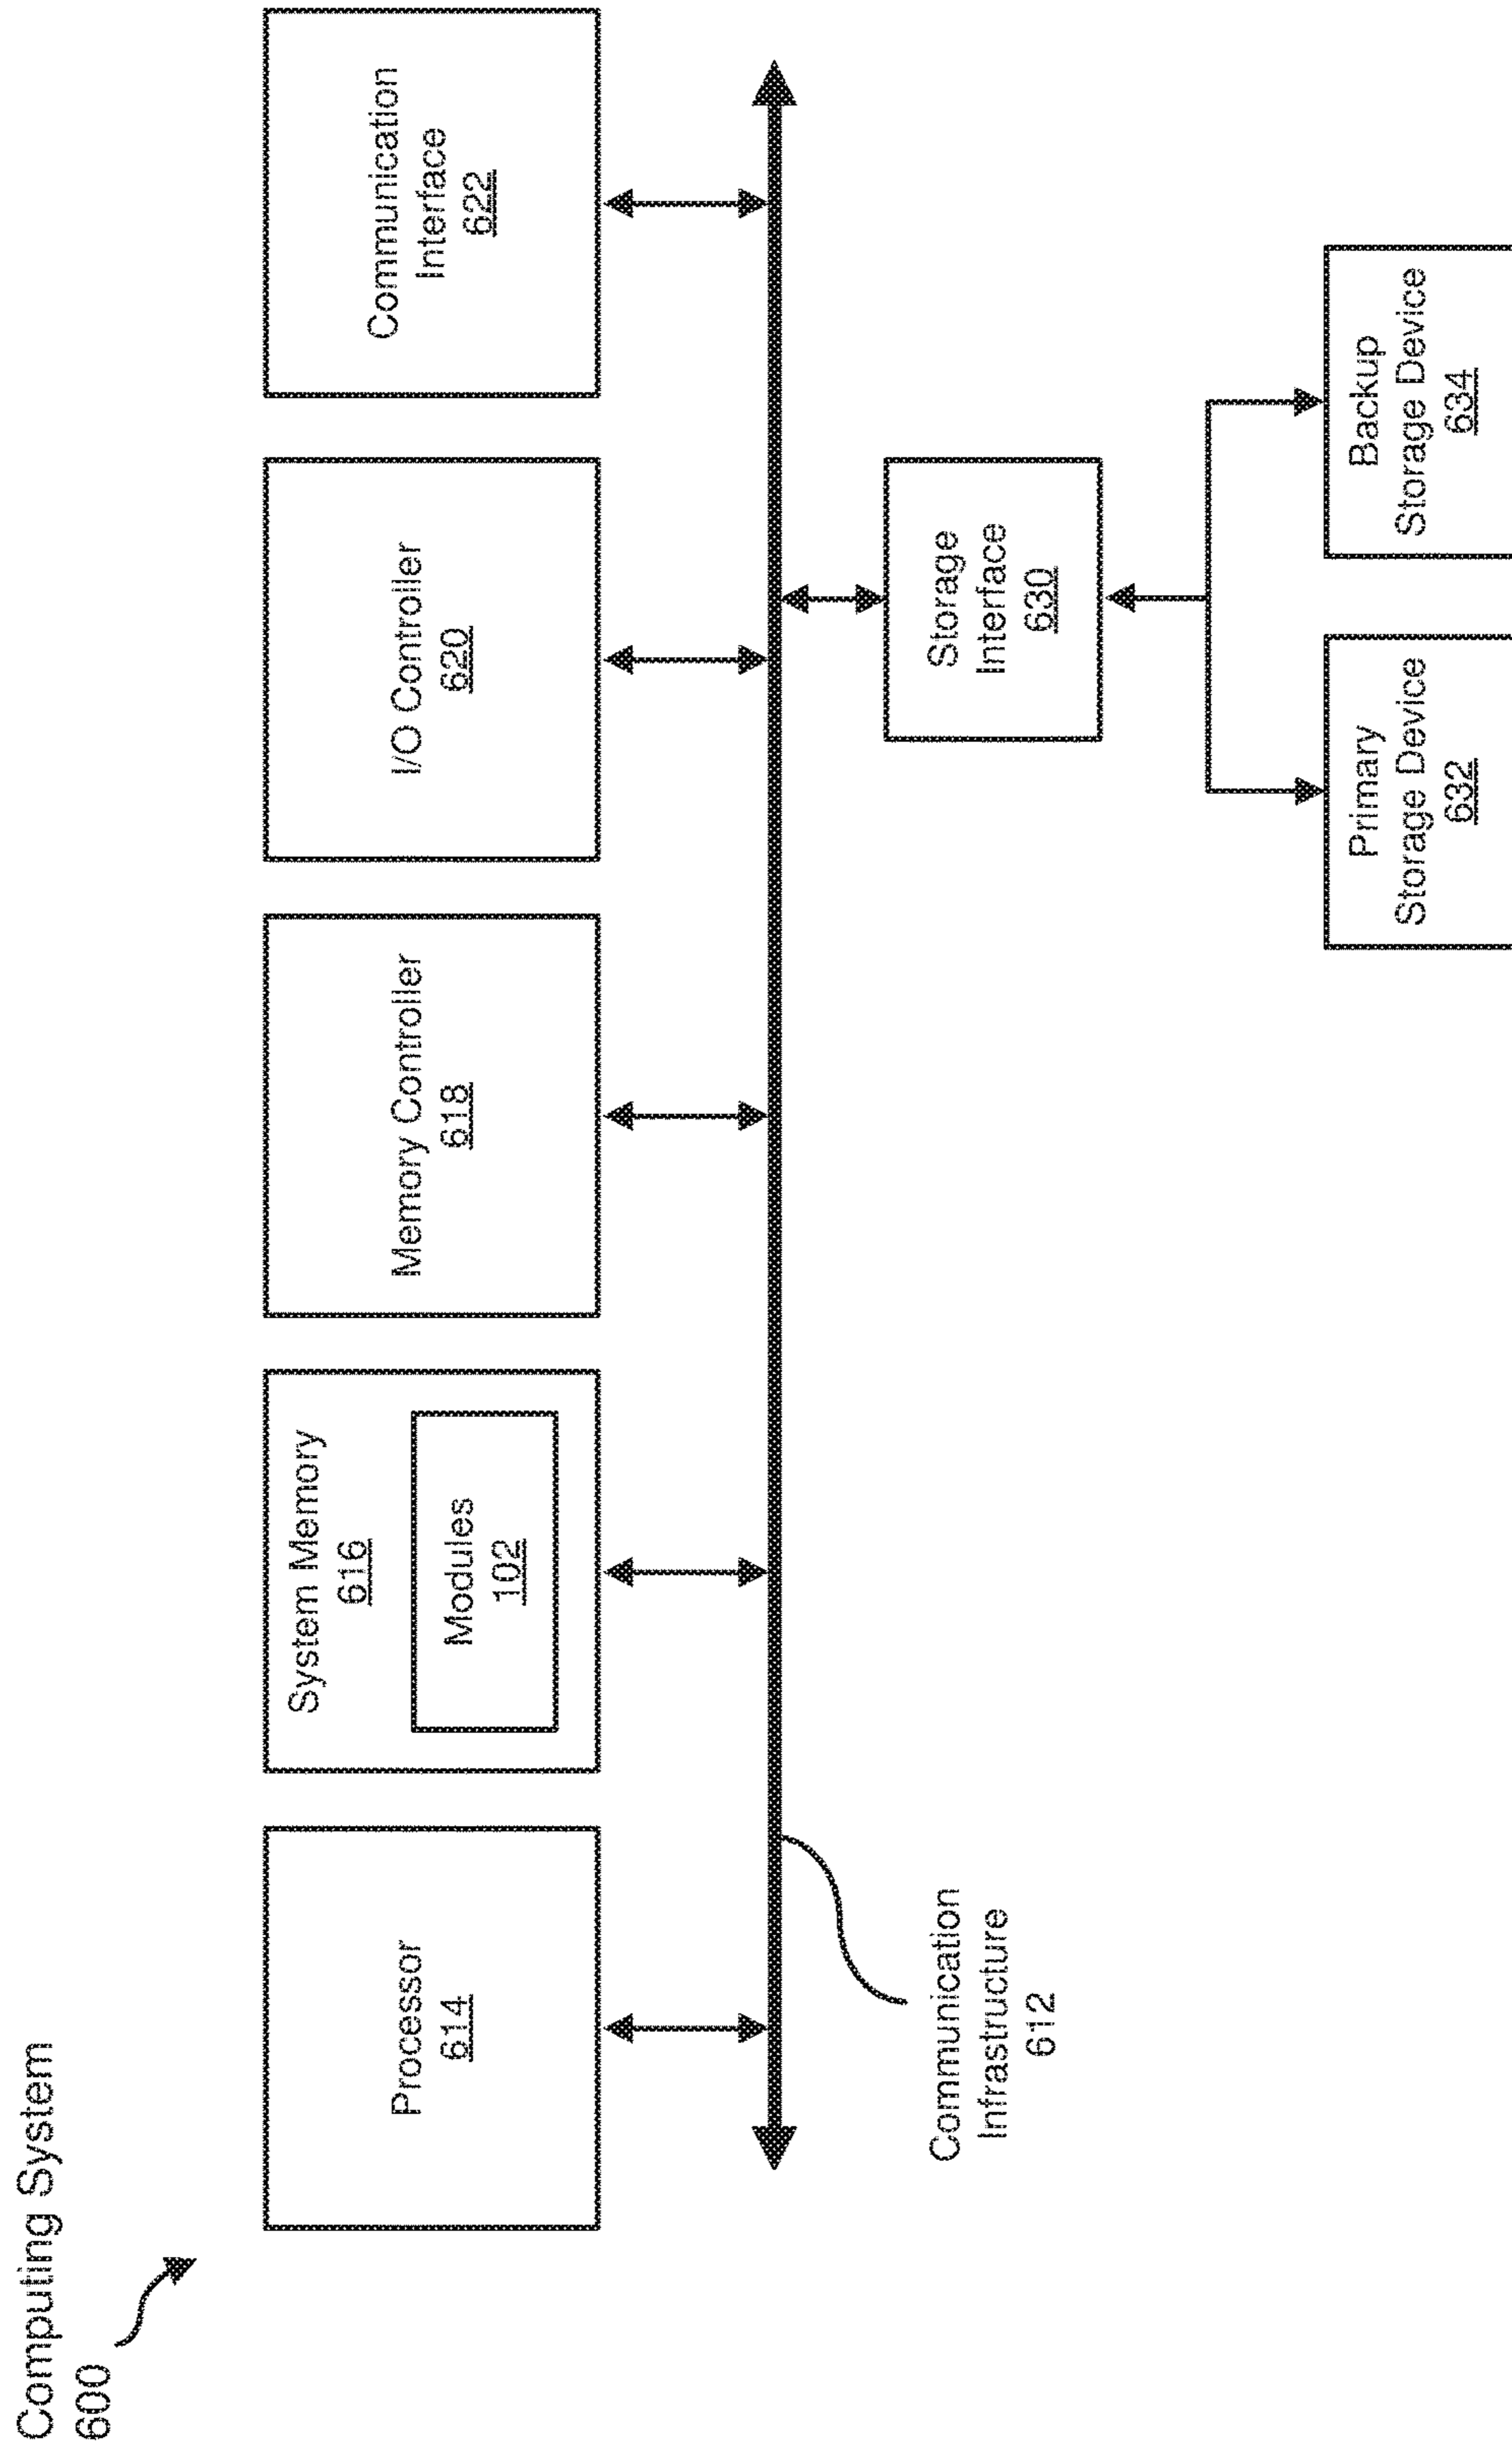 Computing System
600
Processor
614
System Memory
616
Modules
102
Memory Controller
618
I/O Controller
620
Communication
Interface
622
Communication
Infrastructure
612
Storage
Interface
630
Primary
Storage Device
632
Backup
Storage Device
634